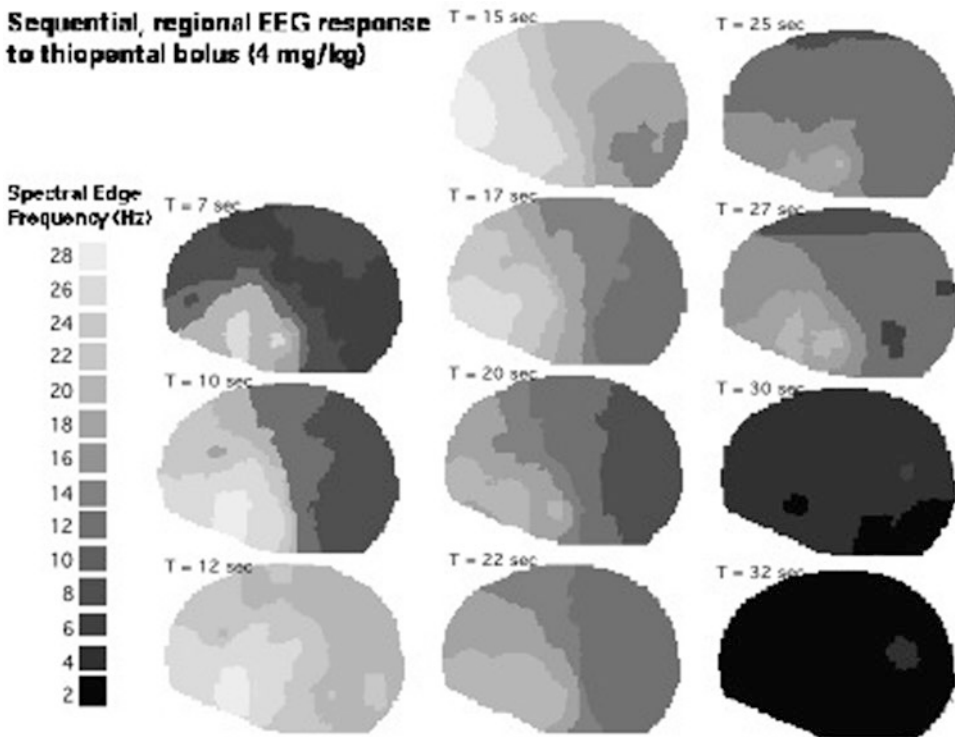 Sequential, regional EEG response
to thiopental bolus (4 mg/kg)
Spectral Edge
Frequency (Hz)
28
26
24
22
20
18
16
14
12
10
8
6
4
2
T = 7 sec
T = 10 sec
T = 12 sec
T = 15 sec
T = 17 sec
T = 20 sec
T = 22 sec
T = 25 sec
T = 27 sec
T = 30 sec
T = 32 sec